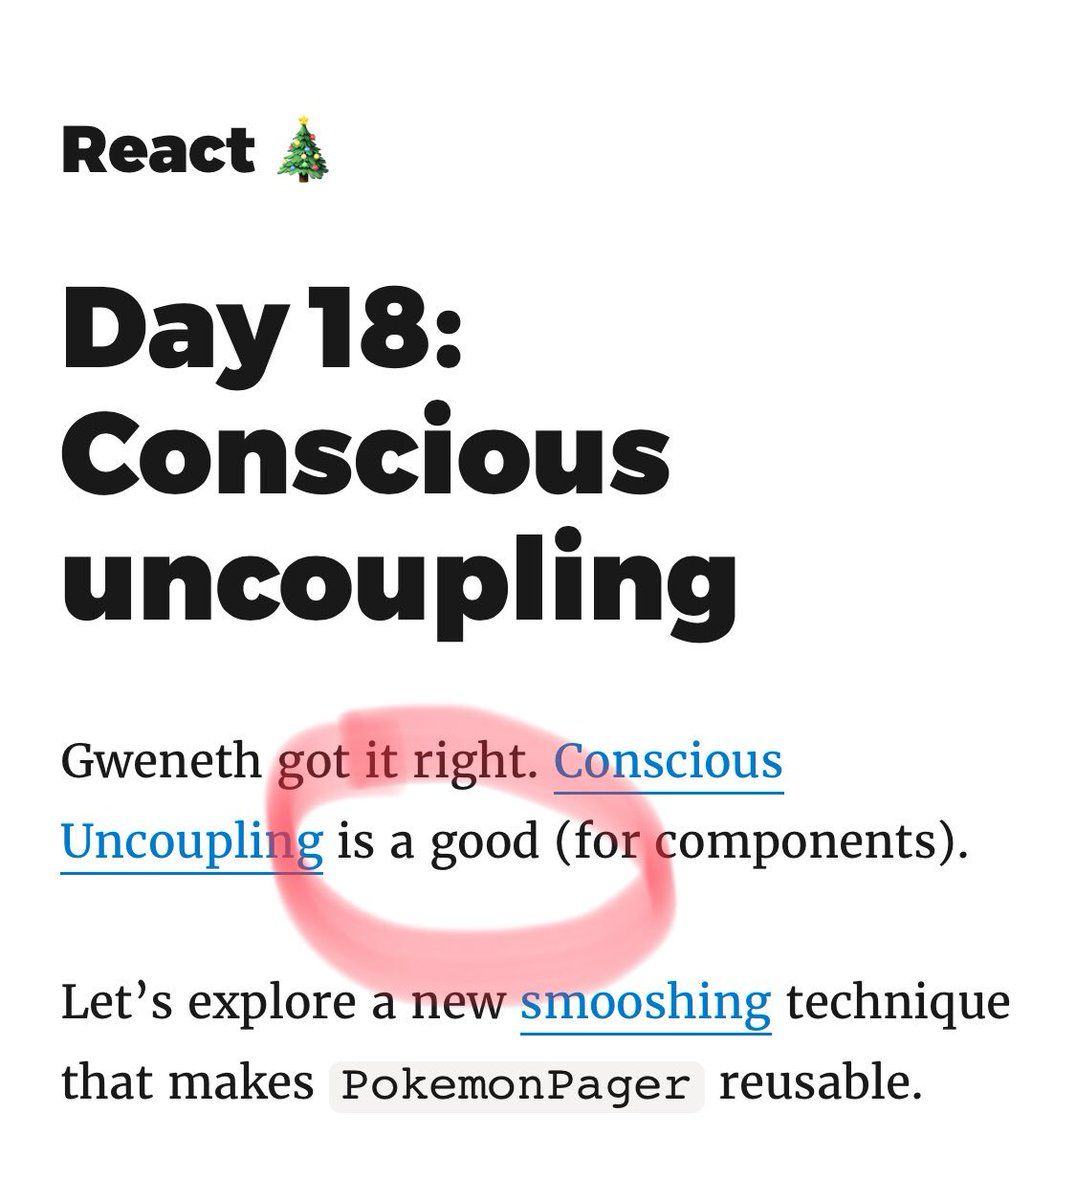 React 🎄
Day 18:
Conscious
uncoupling
Gweneth got it right. Conscious
Uncoupling is a good (for components).
Let’s explore a new smooshing technique
that makes PokemonPager reusable.